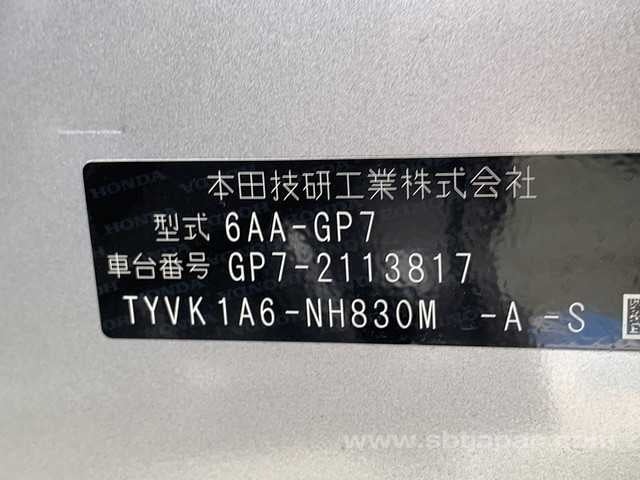 本田技研工業株式会社
型式 6AA-GP7
車台番号 GP7-2113817
TYVK1A6-NH830M -A -S
www.sbtjapan.com